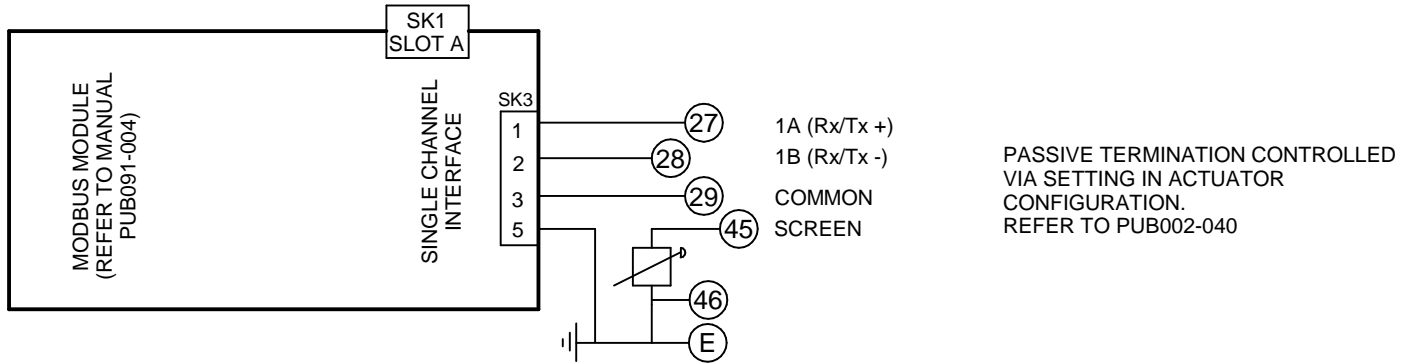 SK1
SLOT A
MODBUS MODULE
(REFER TO MANUAL
PUB091-004)
SINGLE CHANNEL
INTERFACE
SK3
1
2
3
5
27
28
29
45
46
E
1A (Rx/Tx +)
1B (Rx/Tx -)
COMMON
SCREEN
PASSIVE TERMINATION CONTROLLED
VIA SETTING IN ACTUATOR
CONFIGURATION.
REFER TO PUB002-040